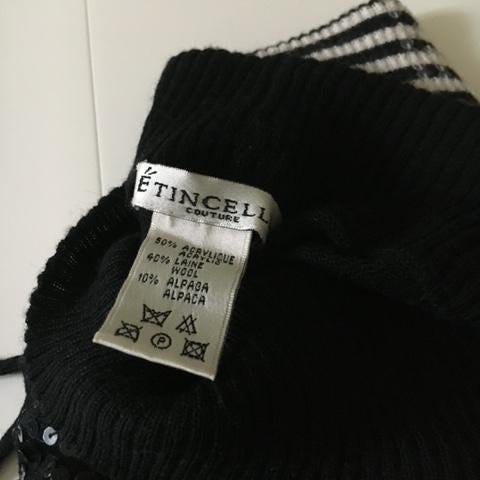 ÉTINCELL
COUTURE
50% ACRYLIQUE
ACRYLIC
40% LAINE
WOOL
10% ALPAGA
ALPACA
P